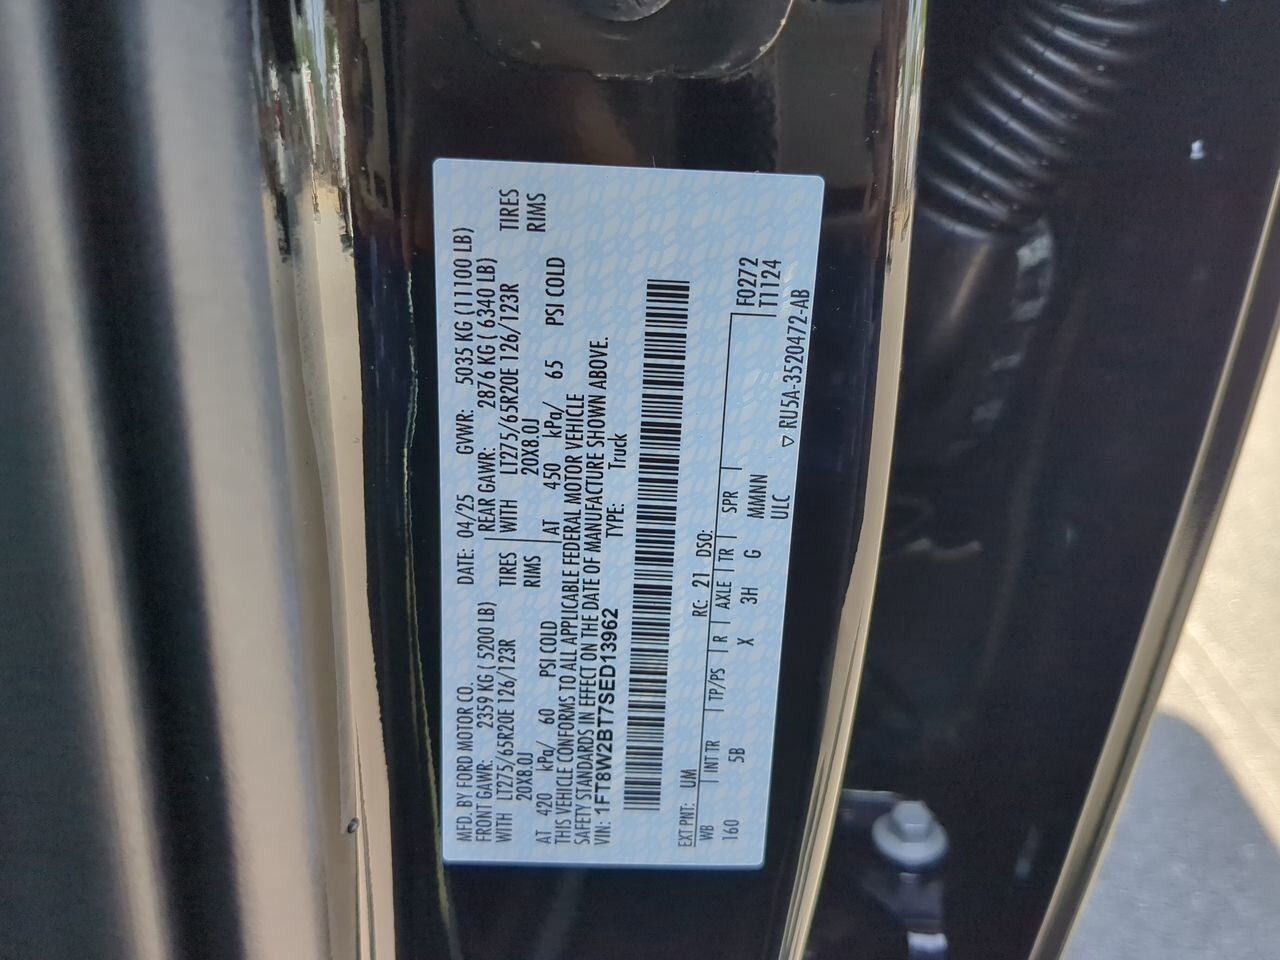 MFD. BY FORD MOTOR CO. DATE: 04/25 GVWR: 5035 KG (11100 LB)
FRONT GAWR: 2359 KG ( 5200 LB) REAR GAWR: 2876 KG ( 6340 LB)
WITH LT275/65R20E 126/123R TIRES WITH LT275/65R20E 126/123R TIRES
20X8.0J RIMS 20X8.0J RIMS
AT 420 kPa/ 60 PSI COLD AT 450 kPa/ 65 PSI COLD
THIS VEHICLE CONFORMS TO ALL APPLICABLE FEDERAL MOTOR VEHICLE
SAFETY STANDARDS IN EFFECT ON THE DATE OF MANUFACTURE SHOWN ABOVE.
VIN: 1FT8W2BT7SED13962 TYPE: Truck
EXT PNT: UM RC: 21 DSO:
WB INT TR TP/PS R AXLE TR SPR F0272
160 5B X 3H G MMNN T1124
ULC ▽ RU5A-3520472-AB